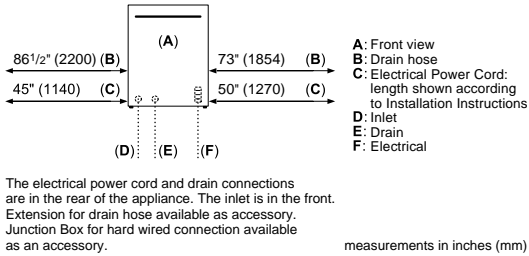 (A)
86 1/2" (2200) (B)
73" (1854) (B)
45" (1140) (C)
50" (1270) (C)
(D) (E) (F)
A: Front view
B: Drain hose
C: Electrical Power Cord:
length shown according
to Installation Instructions
D: Inlet
E: Drain
F: Electrical
The electrical power cord and drain connections
are in the rear of the appliance. The inlet is in the front.
Extension for drain hose available as accessory.
Junction Box for hard wired connection available
as an accessory.
measurements in inches (mm)